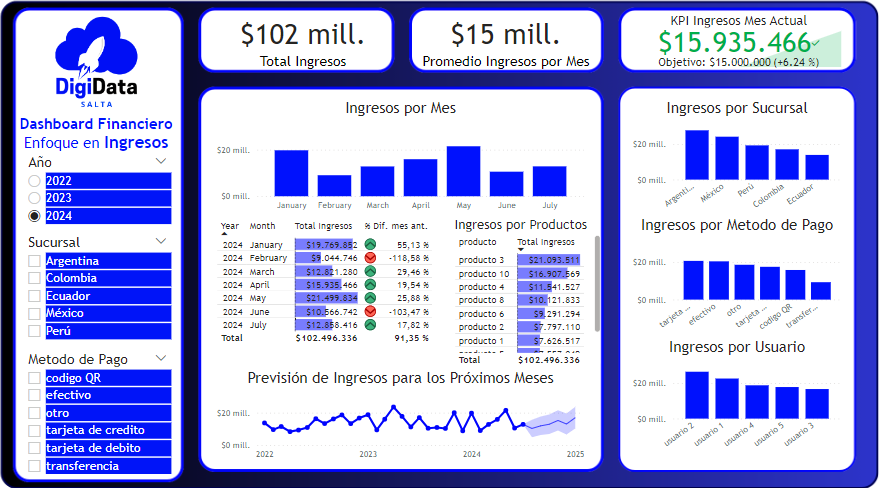 DigiData
SALTA
Dashboard Financiero
Enfoque en Ingresos
Año
2022
2023
2024
Sucursal
Argentina
Colombia
Ecuador
México
Perú
Metodo de Pago
codigo QR
efectivo
otro
tarjeta de credito
tarjeta de debito
transferencia
$102 mill.
Total Ingresos
$15 mill.
Promedio Ingresos por Mes
KPI Ingresos Mes Actual
$15.935.466
Objetivo: $15.000.000 (+6.24 %)
Ingresos por Mes
$20 mill.
$0 mill.
January February March April May June July
Year Month Total Ingresos % Dif. mes ant.
2024 January $19.769.852 55,13 %
2024 February $9.044.746 -118,58 %
2024 March $12.821.280 29,46 %
2024 April $15.935.466 19,54 %
2024 May $21.499.834 25,88 %
2024 June $10.566.742 -103,47 %
2024 July $12.858.416 17,82 %
Total $102.496.336 91,35 %
Ingresos por Productos
producto Total Ingresos
producto 3 $21.093.511
producto 10 $16.907.569
producto 4 $11.541.527
producto 8 $10.121.833
producto 6 $9.291.294
producto 2 $7.797.110
producto 1 $7.626.517
Total $102.496.336
Previsión de Ingresos para los Próximos Meses
$20 mill.
$0 mill.
2022 2023 2024 2025
Ingresos por Sucursal
$20 mill.
$0 mill.
Argenti... México Perú Colombia Ecuador
Ingresos por Metodo de Pago
$20 mill.
$0 mill.
tarjeta ... efectivo otro tarjeta ... codigo QR transfer...
Ingresos por Usuario
$20 mill.
$0 mill.
usuario 2 usuario 1 usuario 4 usuario 5 usuario 3